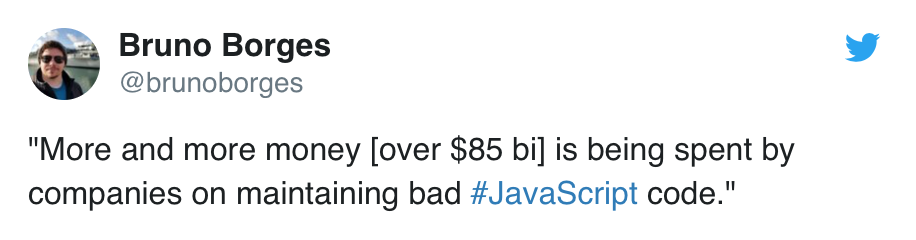 Bruno Borges
@brunoborges
"More and more money [over $85 bi] is being spent by
companies on maintaining bad #JavaScript code."